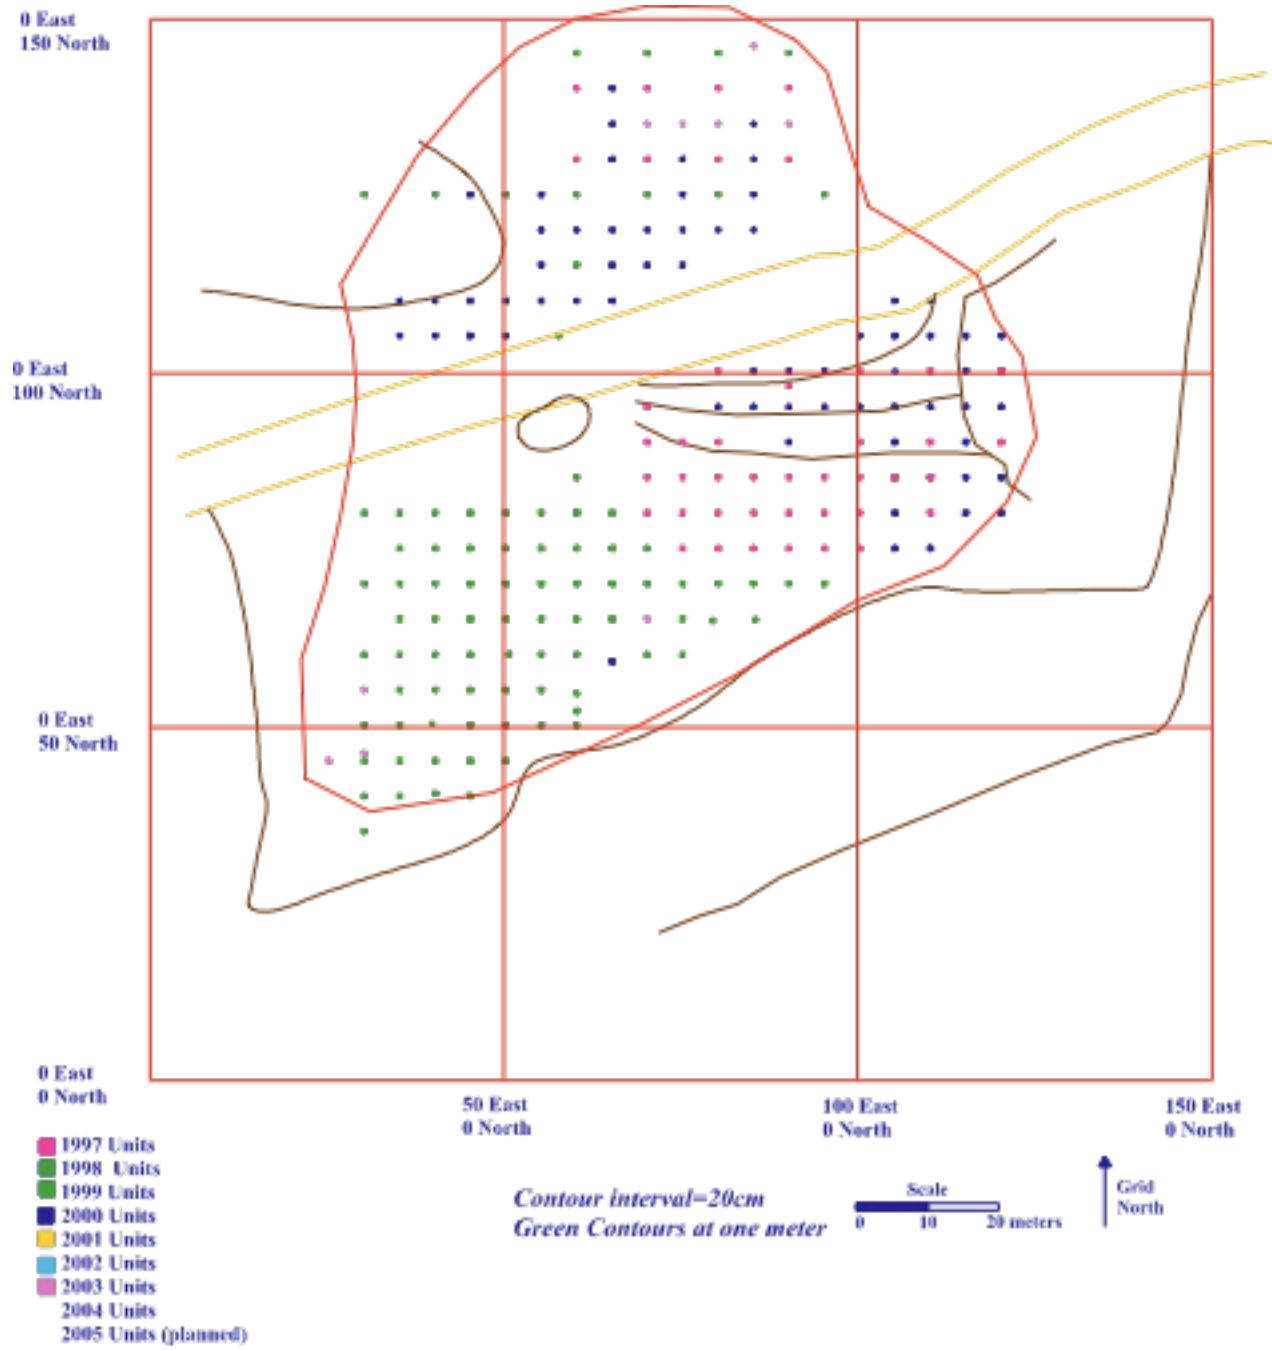 0 East
150 North
0 East
100 North
0 East
50 North
0 East
0 North
50 East
0 North
100 East
0 North
150 East
0 North
1997 Units
1998 Units
1999 Units
2000 Units
2001 Units
2002 Units
2003 Units
2004 Units
2005 Units (planned)
Contour interval=20cm
Green Contours at one meter
Scale
0 10 20 meters
Grid
North